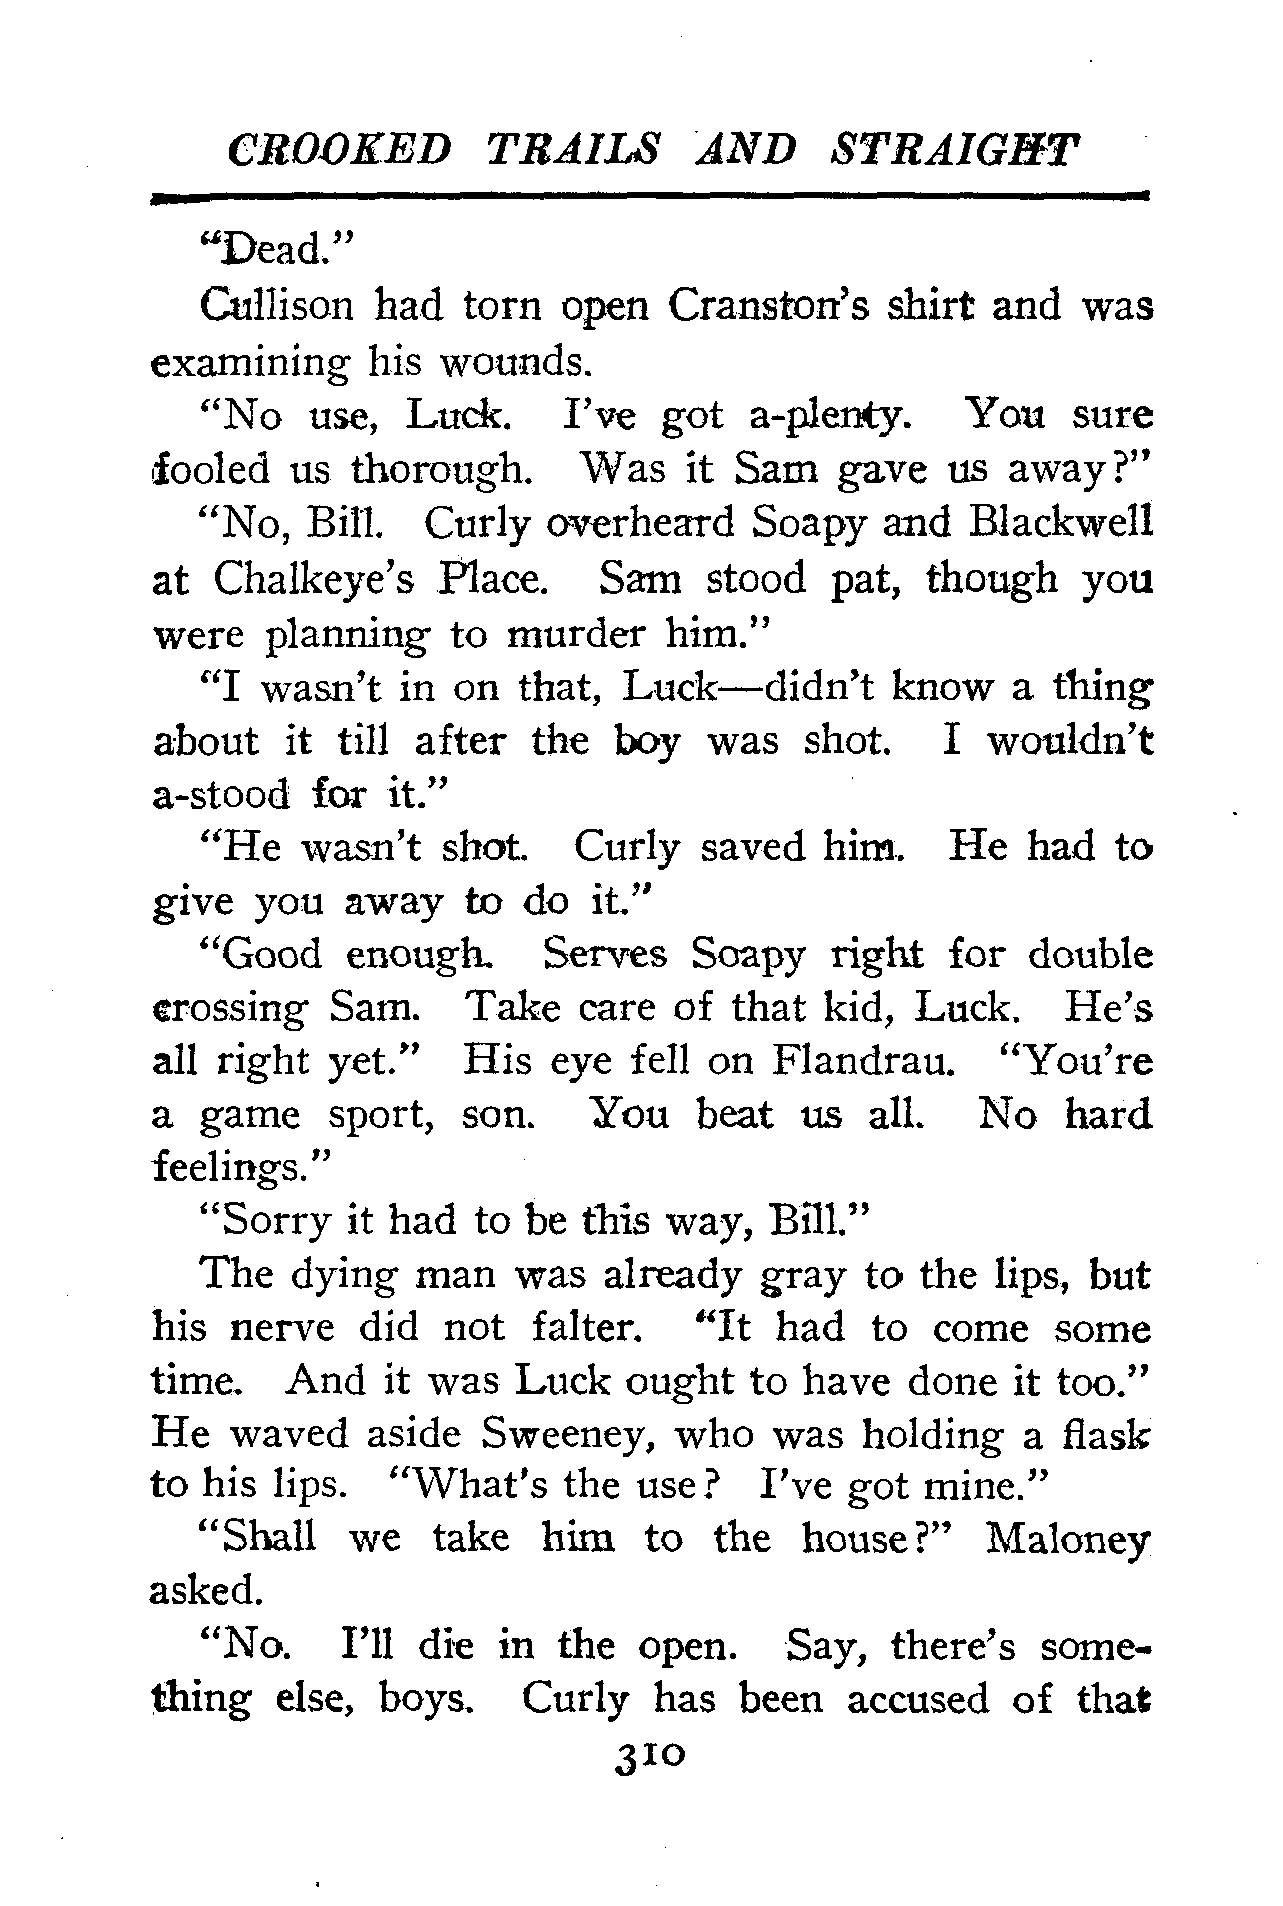 CROOKED TRAILS AND STRAIGHT
“Dead.”
Cullison had torn open Cranston’s shirt and was
examining his wounds.
“No use, Luck. I’ve got a-plenty. You sure
fooled us thorough. Was it Sam gave us away?”
“No, Bill. Curly overheard Soapy and Blackwell
at Chalkeye’s Place. Sam stood pat, though you
were planning to murder him.”
“I wasn’t in on that, Luck—didn’t know a thing
about it till after the boy was shot. I wouldn’t
a-stood for it.”
“He wasn’t shot. Curly saved him. He had to
give you away to do it.”
“Good enough. Serves Soapy right for double
crossing Sam. Take care of that kid, Luck. He’s
all right yet.” His eye fell on Flandrau. “You’re
a game sport, son. You beat us all. No hard
feelings.”
“Sorry it had to be this way, Bill.”
The dying man was already gray to the lips, but
his nerve did not falter. “It had to come some
time. And it was Luck ought to have done it too.”
He waved aside Sweeney, who was holding a flask
to his lips. “What’s the use? I’ve got mine.”
“Shall we take him to the house?” Maloney
asked.
“No. I’ll die in the open. Say, there’s some-
thing else, boys. Curly has been accused of that
310